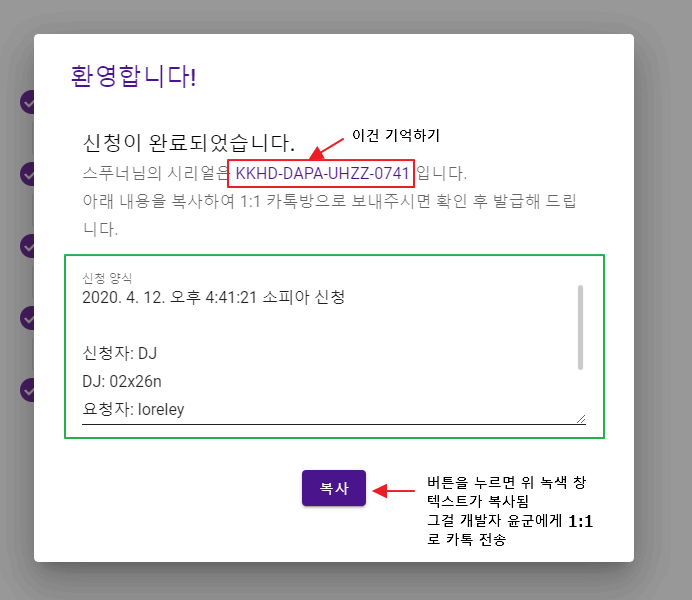 환영합니다!
이건 기억하기
신청이 완료되었습니다.
스푸너님의 시리얼은 KKHD-DAPA-UHZZ-0741 입니다.
아래 내용을 복사하여 1:1 카톡방으로 보내주시면 확인 후 발급해 드립
니다.
신청 양식
2020. 4. 12. 오후 4:41:21 소피아 신청
신청자: DJ
DJ: 02x26n
요청자: loreley
복사
버튼을 누르면 위 녹색 창
텍스트가 복사됨
그걸 개발자 윤군에게 1:1
로 카톡 전송